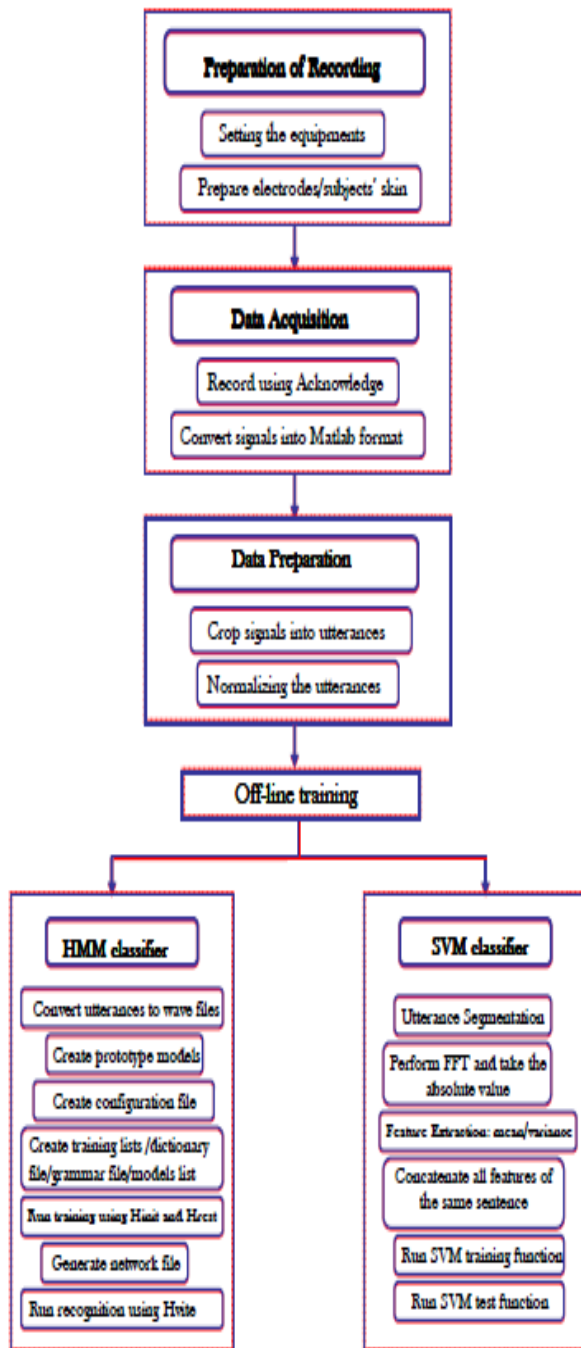 Preparation of Recording
Setting the equipments
Prepare electrodes/subjects' skin
Data Acquisition
Record using Acknowledge
Convert signals into Matlab format
Data Preparation
Crop signals into utterances
Normalizing the utterances
Off-line training
HMM classifier
Convert utterances to wave files
Create prototype models
Create configuration file
Create training lists /dictionary
file/grammar file/models list
Run training using Hinit and Hrest
Generate network file
Run recognition using Hvite
SVM classifier
Utterance Segmentation
Perform FFT and take the
absolute value
Feature Extraction: mean/variance
Concatenate all features of
the same sentence
Run SVM training function
Run SVM test function